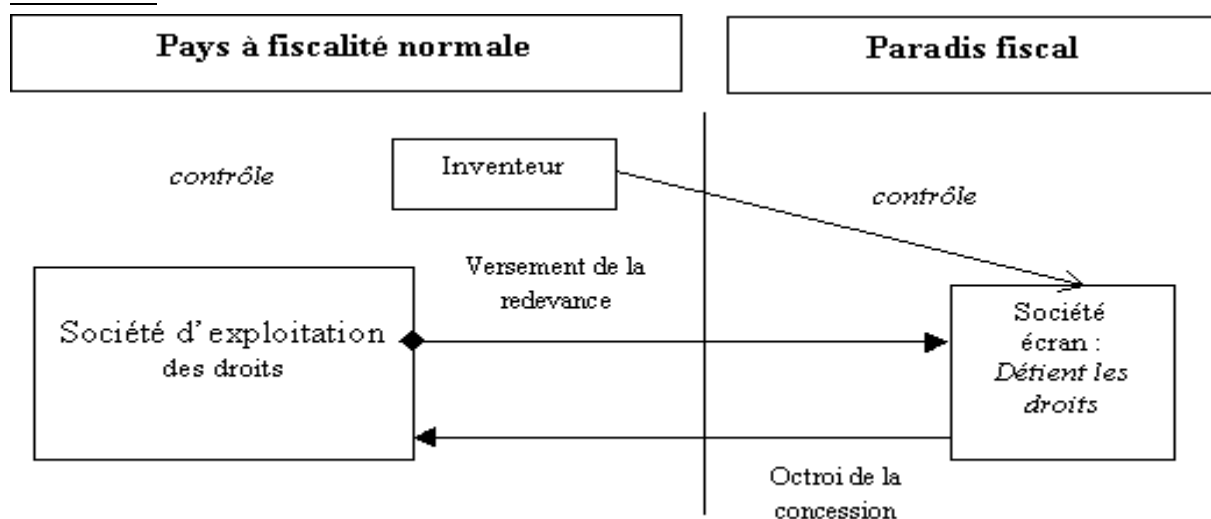 Pays à fiscalité normale
Paradis fiscal
Inventeur
contrôle
contrôle
Versement de la
redevance
Société d'exploitation
des droits
Société
écran :
Détient les
droits
Octroi de la
concession